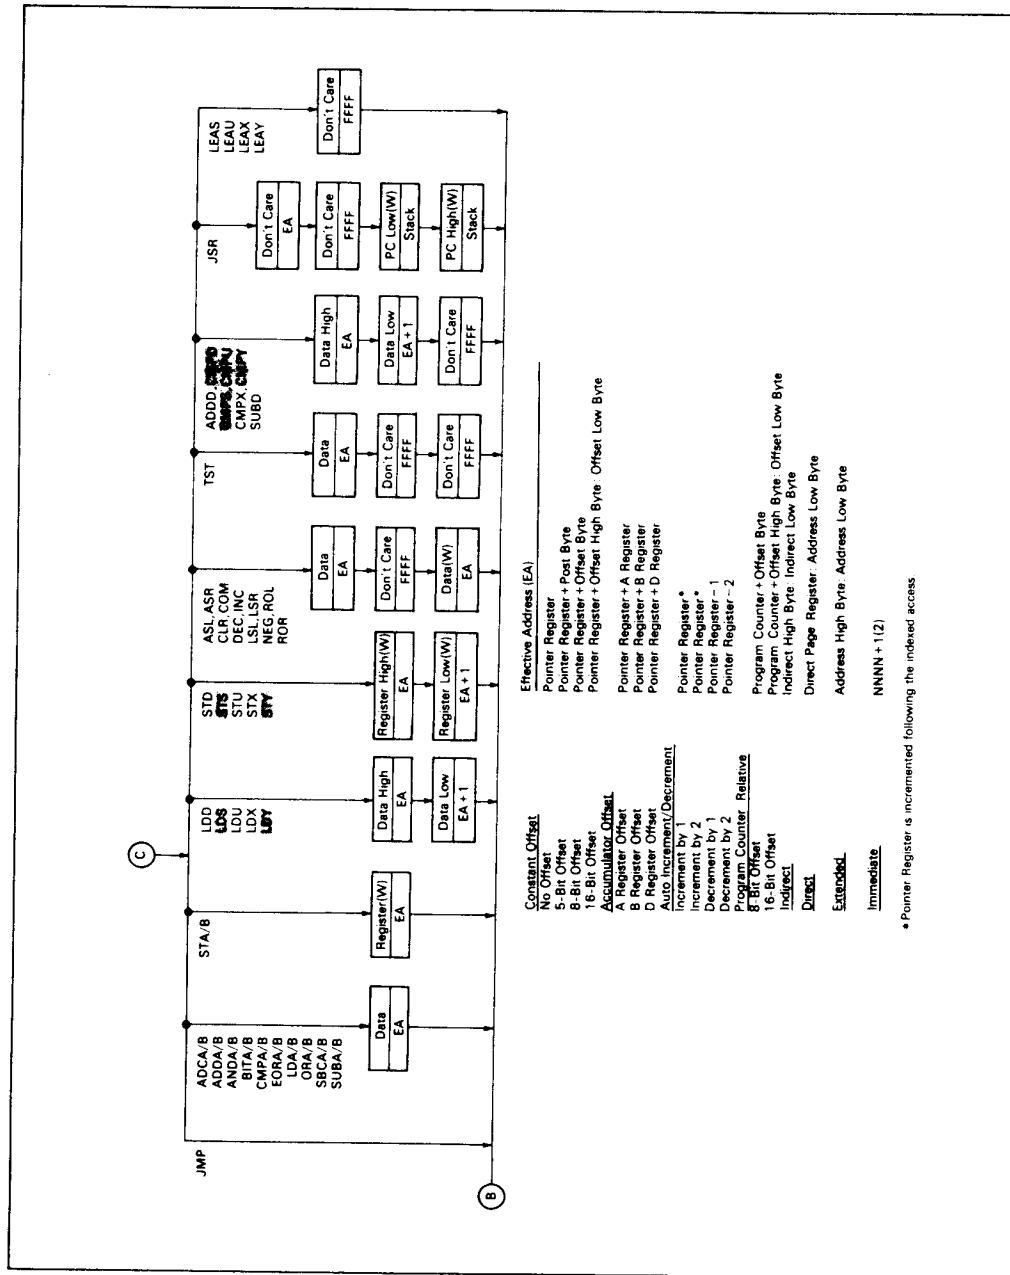 C
JMP
ADCA/B
ADDA/B
ANDA/B
BITA/B
CMPA/B
EORA/B
LDA/B
ORA/B
SBCA/B
SUBA/B
Data
EA
STA/B
Register(W)
EA
LDD
LDS
LDU
LDX
LDY
Data High
EA
Data Low
EA + 1
STD
STS
STU
STX
STY
Register High(W)
EA
Register Low(W)
EA + 1
ASL, ASR
CLR, COM
DEC, INC
LSL, LSR
NEG, ROL
ROR
Data
EA
Don't Care
FFFF
Data(W)
EA
TST
Data
EA
Don't Care
FFFF
Don't Care
FFFF
ADDD, CMPD
CMPS, CMPU
CMPX, CMPY
SUBD
Data High
EA
Data Low
EA + 1
Don't Care
FFFF
JSR
Don't Care
EA
Don't Care
FFFF
PC Low(W)
Stack
PC High(W)
Stack
LEAS
LEAU
LEAX
LEAY
Don't Care
FFFF
B
Effective Address (EA)
Constant Offset
No Offset Pointer Register
5-Bit Offset Pointer Register + Post Byte
8-Bit Offset Pointer Register + Offset Byte
16-Bit Offset Pointer Register + Offset High Byte : Offset Low Byte
Accumulator Offset
A Register Offset Pointer Register + A Register
B Register Offset Pointer Register + B Register
D Register Offset Pointer Register + D Register
Auto Increment/Decrement
Increment by 1 Pointer Register*
Increment by 2 Pointer Register*
Decrement by 1 Pointer Register − 1
Decrement by 2 Pointer Register − 2
Program Counter Relative
8-Bit Offset Program Counter + Offset Byte
16-Bit Offset Program Counter + Offset High Byte : Offset Low Byte
Indirect Indirect High Byte : Indirect Low Byte
Direct Direct Page Register : Address Low Byte
Extended Address High Byte : Address Low Byte
Immediate NNNN + 1(2)
* Pointer Register is incremented following the indexed access